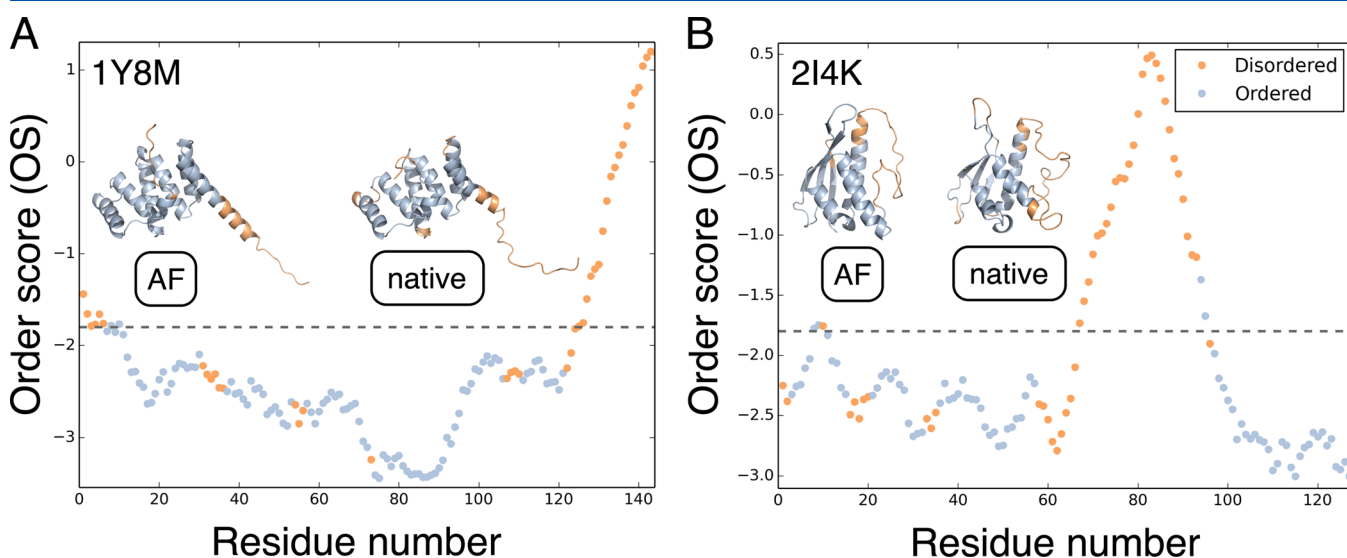 A
1Y8M
Order score (OS)
1
0
−1
−2
−3
AF
native
0
20
40
60
80
100
120
140
Residue number
B
2I4K
Order score (OS)
0.5
0.0
−0.5
−1.0
−1.5
−2.0
−2.5
−3.0
Disordered
Ordered
AF
native
0
20
40
60
80
100
120
Residue number